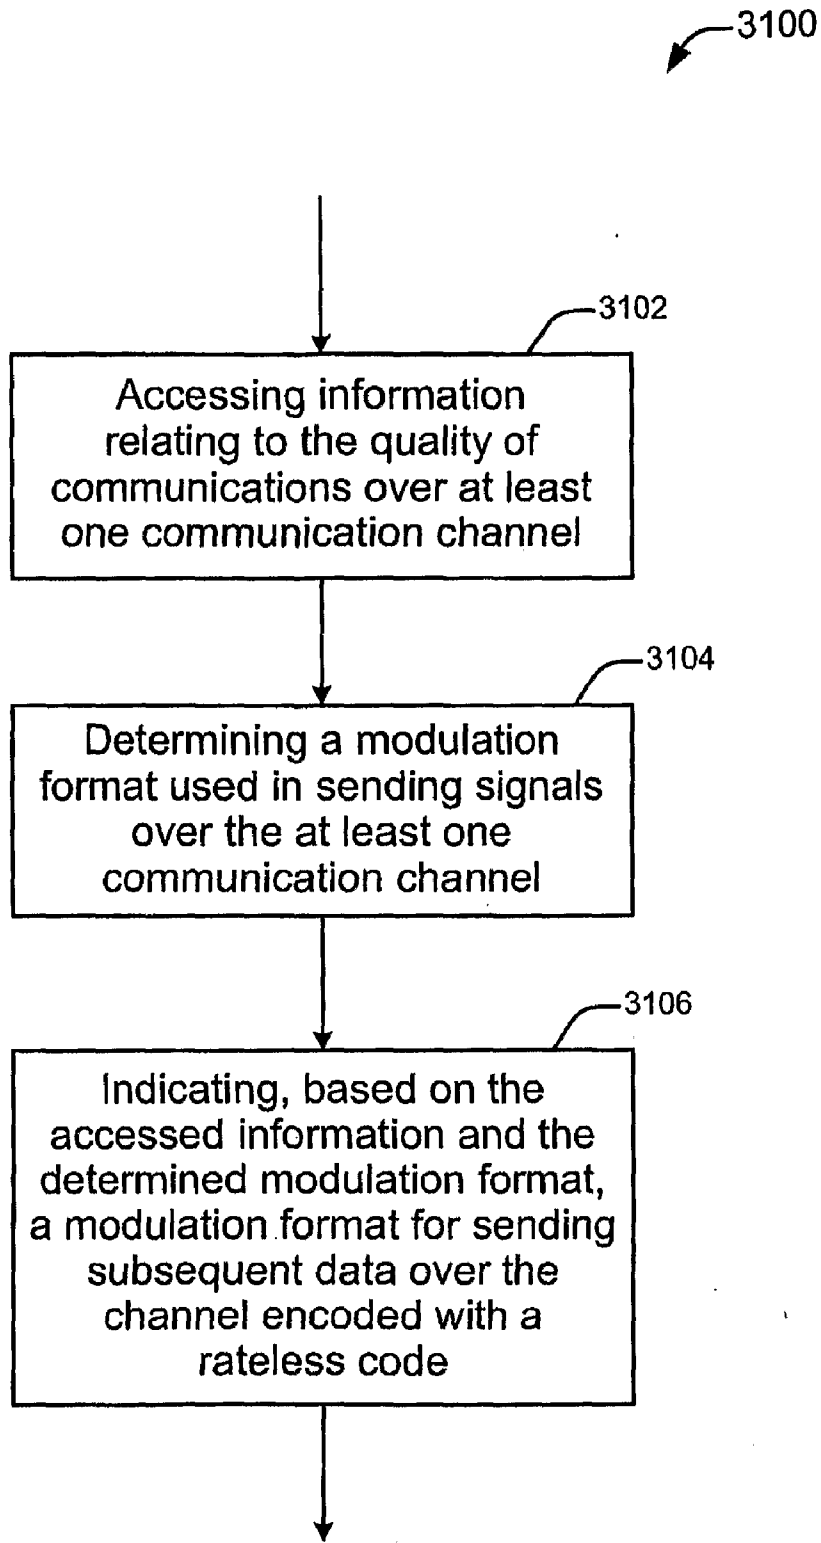 3100
3102
Accessing information
relating to the quality of
communications over at least
one communication channel
3104
Determining a modulation
format used in sending signals
over the at least one
communication channel
3106
Indicating, based on the
accessed information and the
determined modulation format,
a modulation format for sending
subsequent data over the
channel encoded with a
rateless code